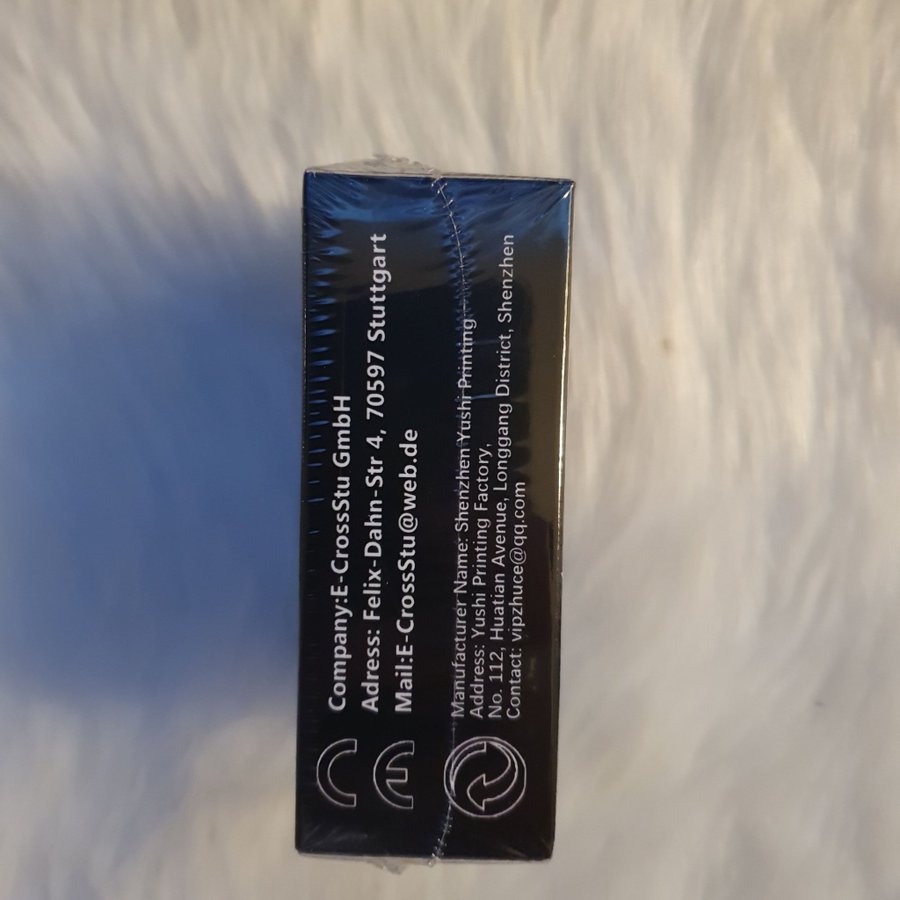 Company:E-CrossStu GmbH
Adress: Felix-Dahn-Str 4, 70597 Stuttgart
Mail:E-CrossStu@web.de
CE
Manufacturer Name: Shenzhen Yushi Printing
Address: Yushi Printing Factory,
No. 112, Huatian Avenue, Longgang District, Shenzhen
Contact: vipzhuce@qq.com